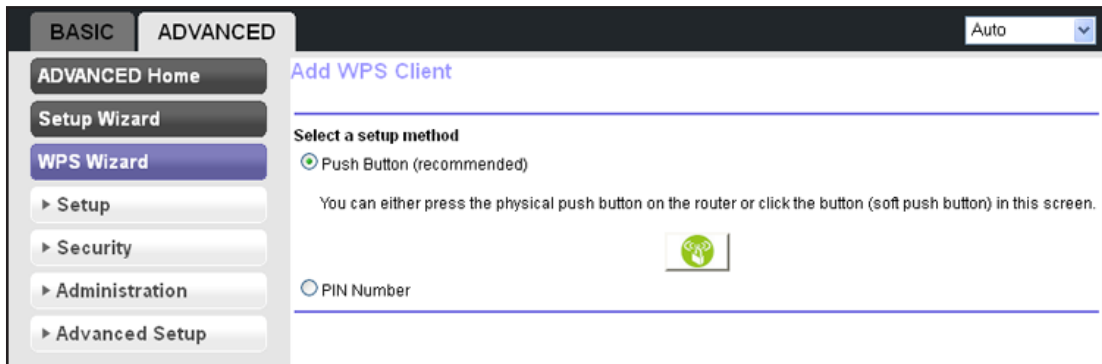 BASIC
ADVANCED
Auto
ADVANCED Home
Setup Wizard
WPS Wizard
Setup
Security
Administration
Advanced Setup
Add WPS Client
Select a setup method
Push Button (recommended)
You can either press the physical push button on the router or click the button (soft push button) in this screen.
PIN Number